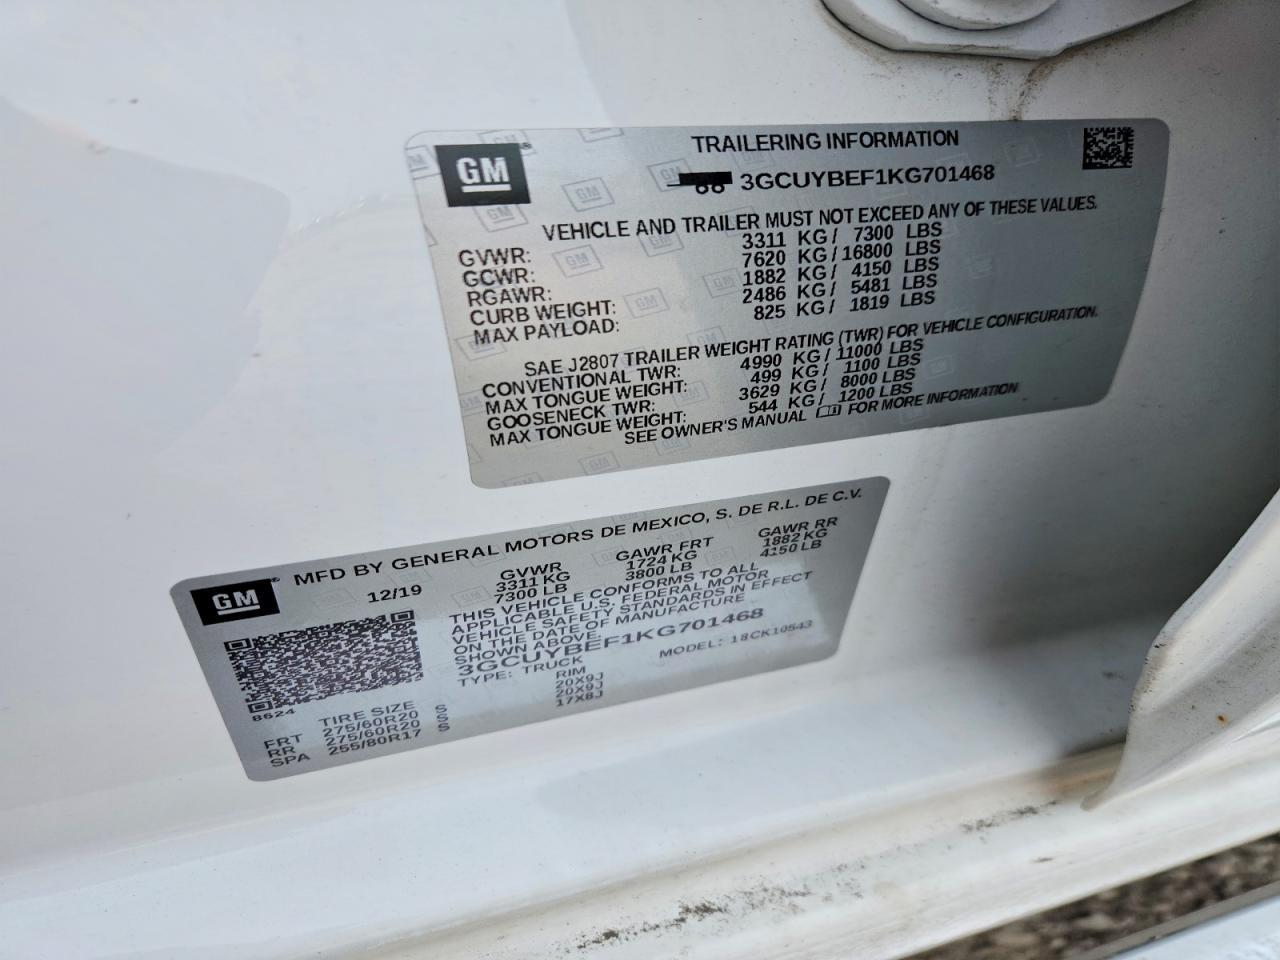 GM
TRAILERING INFORMATION
3GCUYBEF1KG701468
VEHICLE AND TRAILER MUST NOT EXCEED ANY OF THESE VALUES.
GVWR: 3311 KG/ 7300 LBS
GCWR: 7620 KG/16800 LBS
RGAWR: 1882 KG/ 4150 LBS
CURB WEIGHT: 2486 KG/ 5481 LBS
MAX PAYLOAD: 825 KG/ 1819 LBS
SAE J2807 TRAILER WEIGHT RATING (TWR) FOR VEHICLE CONFIGURATION.
CONVENTIONAL TWR: 4990 KG/11000 LBS
MAX TONGUE WEIGHT: 499 KG/ 1100 LBS
GOOSENECK TWR: 3629 KG/ 8000 LBS
MAX TONGUE WEIGHT: 544 KG/ 1200 LBS
SEE OWNER'S MANUAL FOR MORE INFORMATION
GM
MFD BY GENERAL MOTORS DE MEXICO, S. DE R.L. DE C.V.
12/19 GVWR GAWR FRT GAWR RR
3311 KG 1724 KG 1882 KG
7300 LB 3800 LB 4150 LB
THIS VEHICLE CONFORMS TO ALL
APPLICABLE U.S. FEDERAL MOTOR
VEHICLE SAFETY STANDARDS IN EFFECT
ON THE DATE OF MANUFACTURE
SHOWN ABOVE.
3GCUYBEF1KG701468
TYPE: TRUCK MODEL: 18CK10543
8624
TIRE SIZE RIM
FRT 275/60R20 S 20X9J
RR 275/60R20 S 20X9J
SPA 255/80R17 S 17X8J